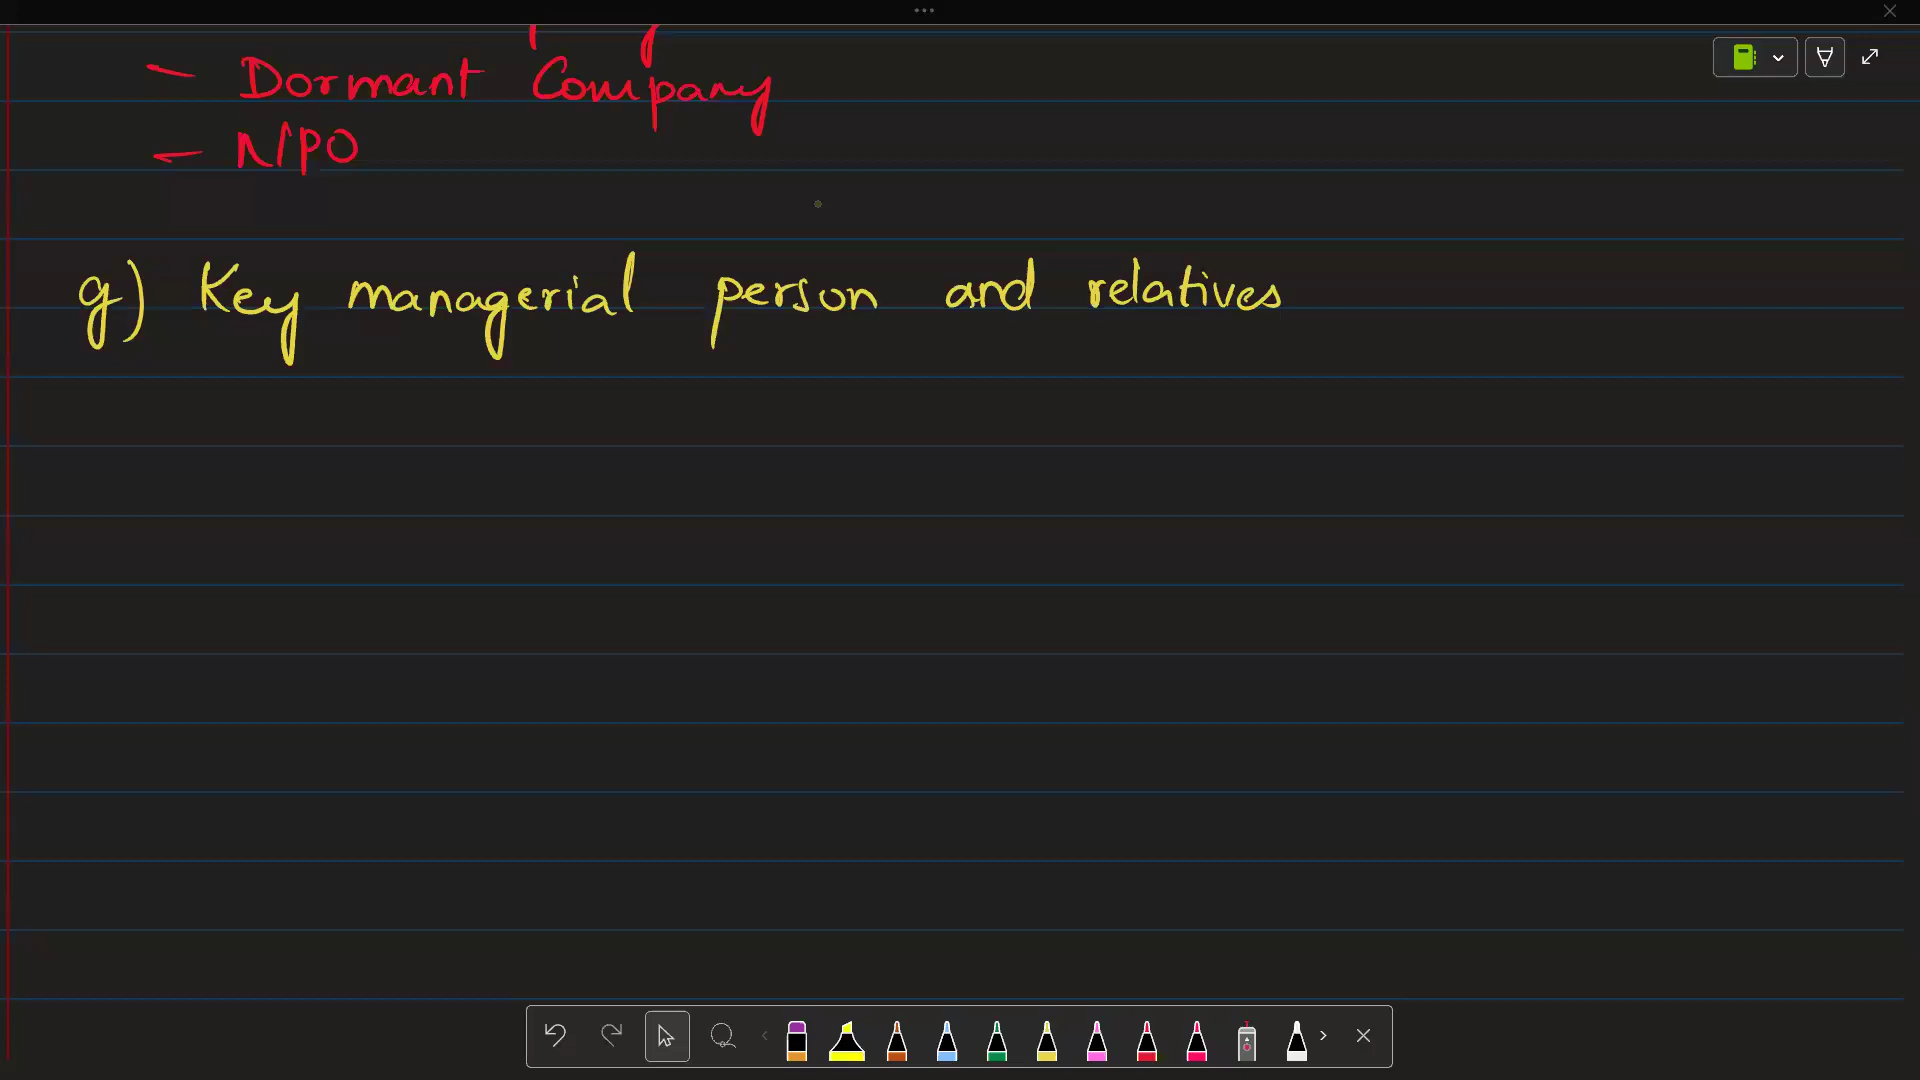 – Dormant Company
– NPO
g) Key managerial person and relatives